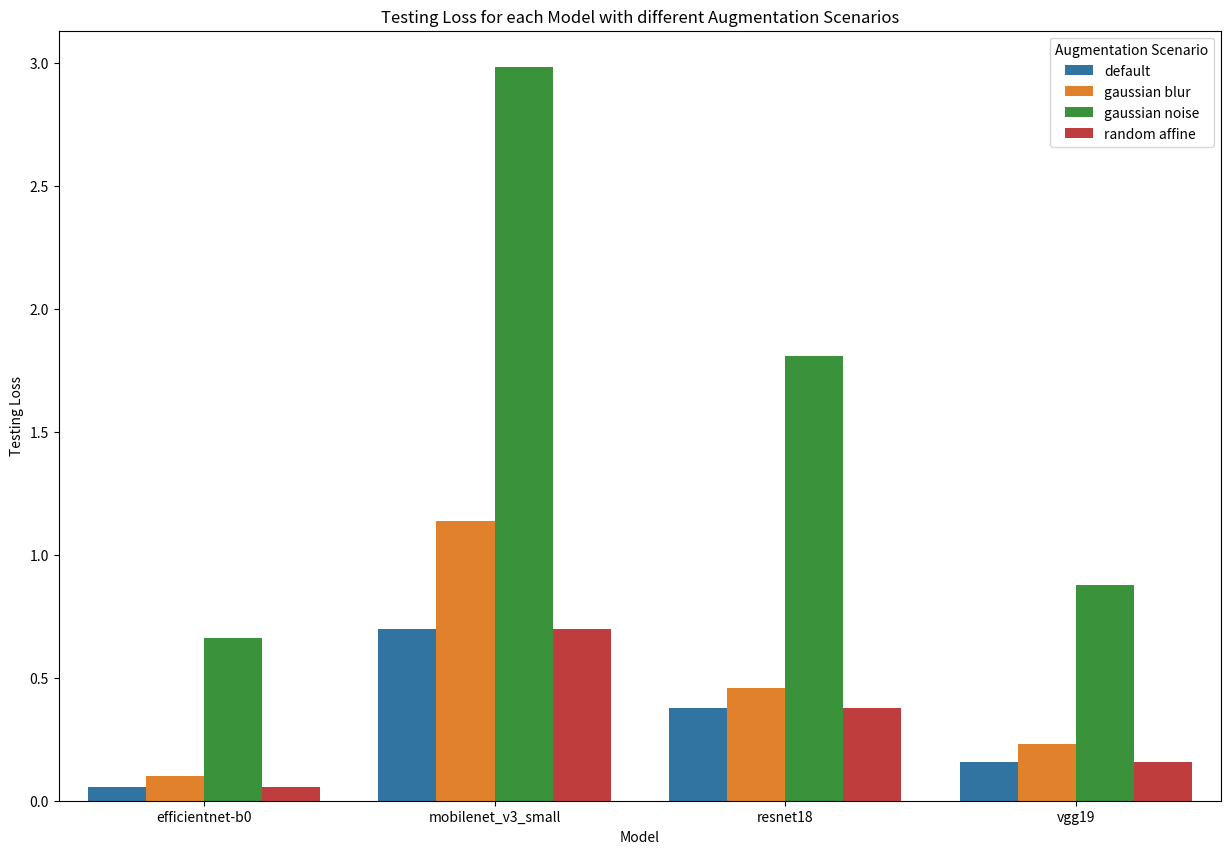 Testing Loss for each Model with different Augmentation Scenarios
Augmentation Scenario
default
gaussian blur
gaussian noise
random affine
Testing Loss
3.0
2.5
2.0
1.5
1.0
0.5
0.0
efficientnet-b0
mobilenet_v3_small
resnet18
vgg19
Model